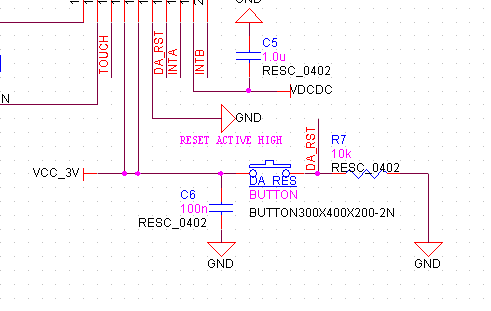 GND
C5
1.0u
RESC_0402
TOUCH
DA_RST
INTA
INTB
VDCDC
N
GND
RESET ACTIVE HIGH
DA_RST
R7
10k
RESC_0402
VCC_3V
C6
100n
RESC_0402
DA_RES
BUTTON
BUTTON300X400X200-2N
GND
GND